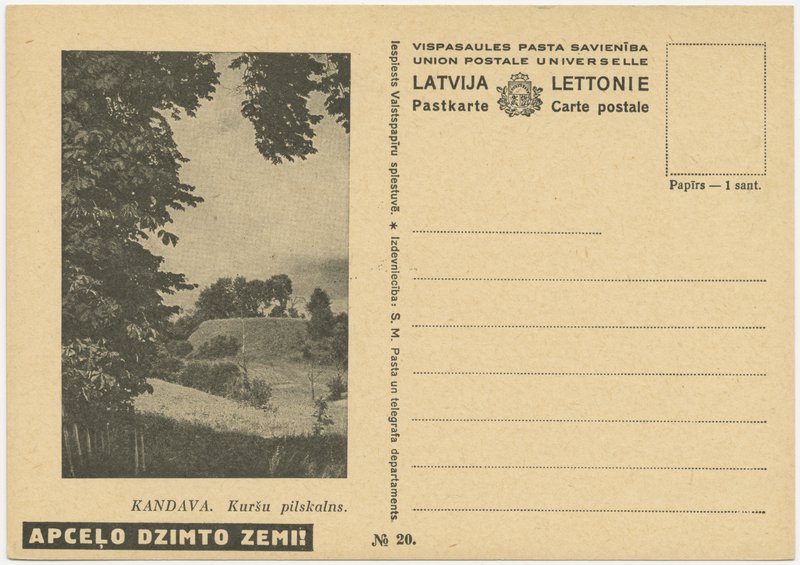 KANDAVA. Kuršu pilskalns.
APCEĻO DZIMTO ZEMI!
Iespiests Valstspapīru spiestuvē. * Izdevniecība: S. M. Pasta un telegrafa departaments.
№ 20.
VISPASAULES PASTA SAVIENĪBA
UNION POSTALE UNIVERSELLE
LATVIJA LETTONIE
Pastkarte Carte postale
Papīrs — 1 sant.